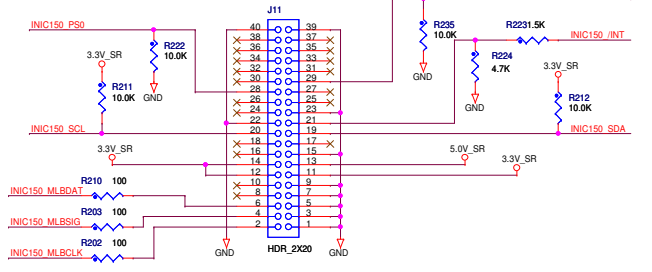 J11
INIC150_PS0
40 39
R235
10.0K
R2231.5K
INIC150_/INT
38 37
R222
10.0K
36 35
3.3V_SR
34 33
R224
4.7K
32 31
GND
3.3V_SR
30 29
R211
10.0K
GND
28 27
26 25
GND
R212
10.0K
24 23
22 21
INIC150_SCL
20 19
INIC150_SDA
18 17
3.3V_SR
16 15
5.0V_SR
14 13
3.3V_SR
12 11
R210 100
10 9
INIC150_MLBDAT
8 7
R203 100
6 5
INIC150_MLBSIG
4 3
R202 100
2 1
INIC150_MLBCLK
GND
HDR_2X20
GND